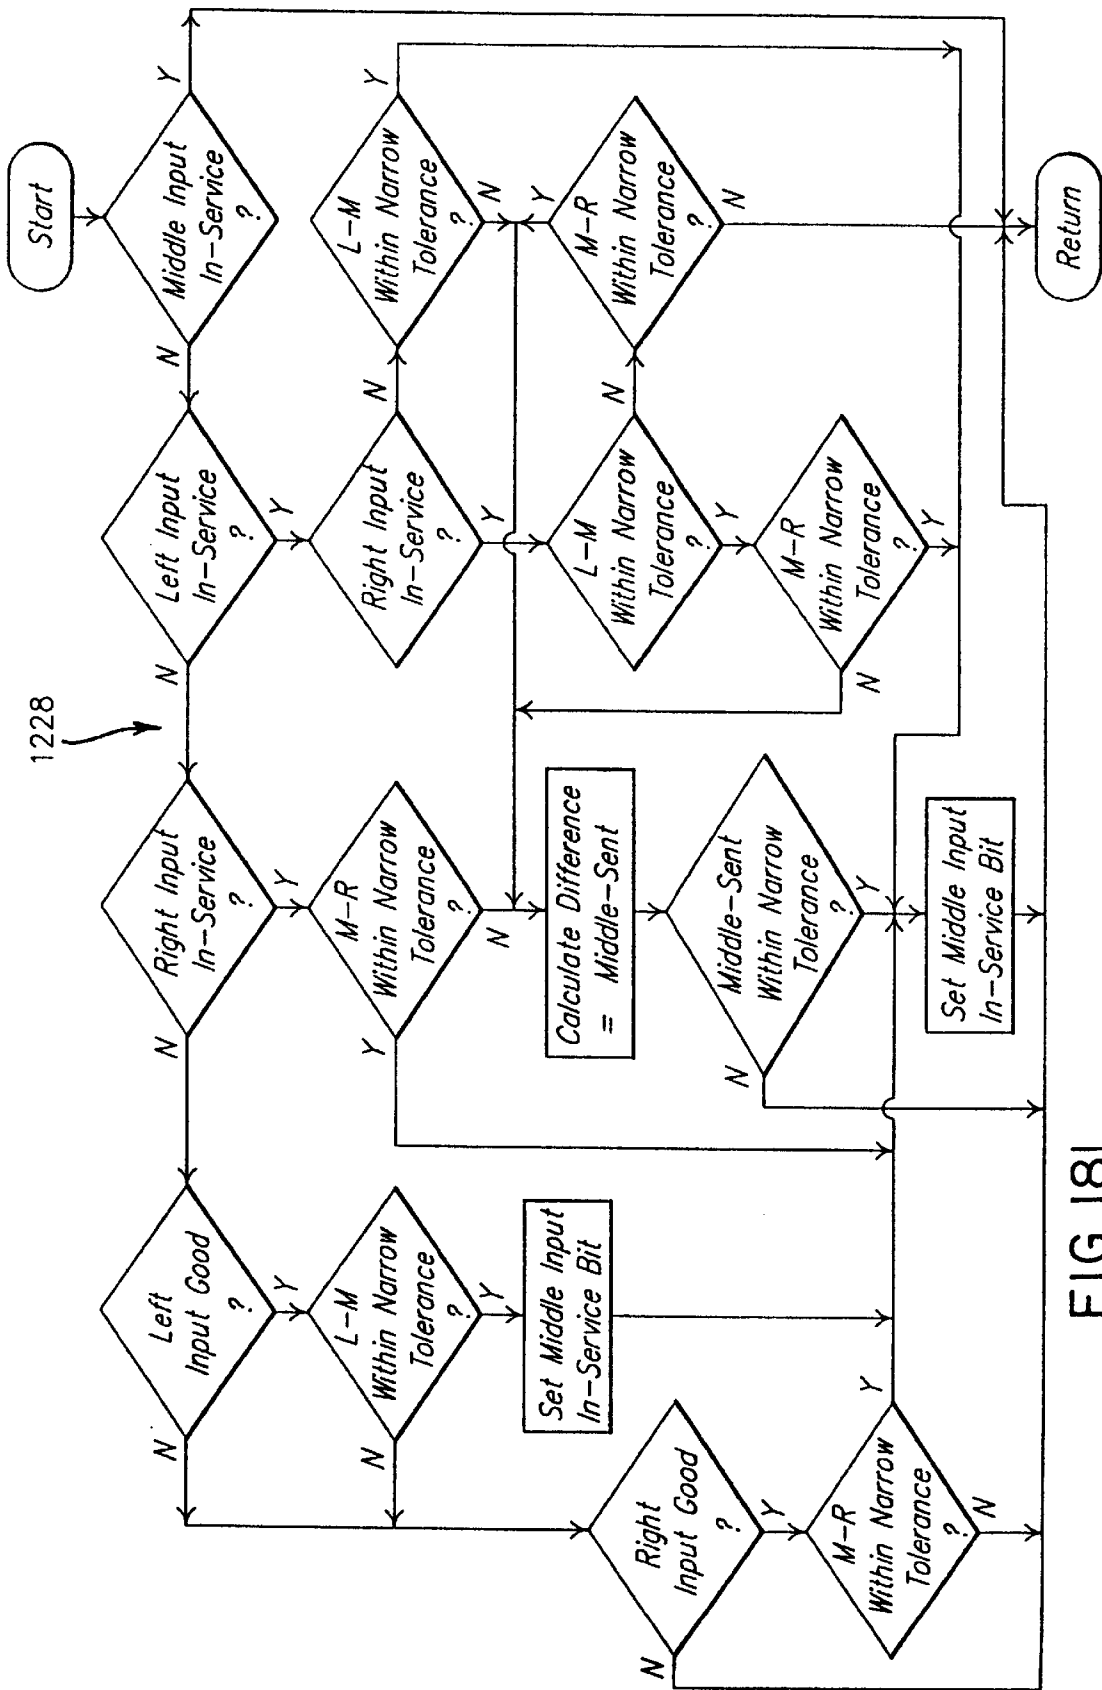 Start
Middle Input
In-Service
?
Y
N
Left Input
In-Service
?
N
Y
1228
Right Input
In-Service
?
N
Y
Left
Input Good
?
N
Y
L-M
Within Narrow
Tolerance
?
Y
N
Right Input
In-Service
?
N
Y
M-R
Within Narrow
Tolerance
?
Y
N
L-M
Within Narrow
Tolerance
?
N
Y
Set Middle Input
In-Service Bit
M-R
Within Narrow
Tolerance
?
Y
N
L-M
Within Narrow
Tolerance
?
N
Y
Calculate Difference
= Middle-Sent
Right
Input Good
?
N
Y
M-R
Within Narrow
Tolerance
?
N
Y
Middle-Sent
Within Narrow
Tolerance
?
N
Y
M-R
Within Narrow
Tolerance
?
Y
N
Set Middle Input
In-Service Bit
Return
FIG. 18I